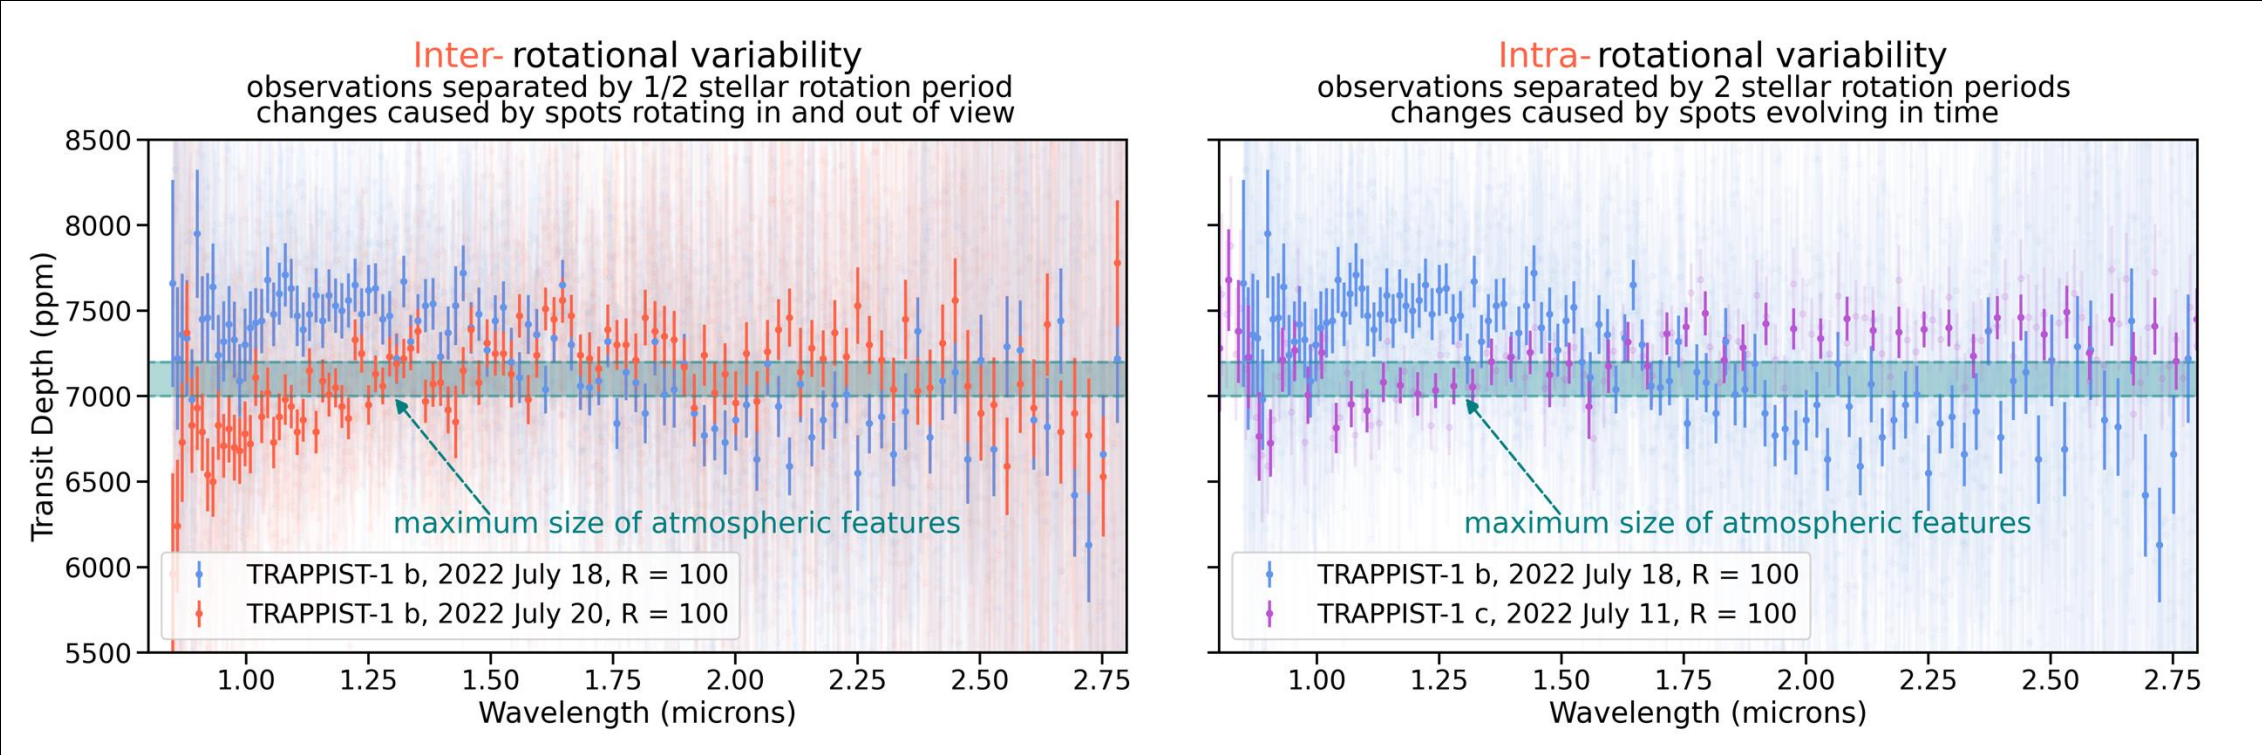 Inter- rotational variability
observations separated by 1/2 stellar rotation period
changes caused by spots rotating in and out of view
8500
8000
7500
7000
6500
6000
5500
Transit Depth (ppm)
maximum size of atmospheric features
TRAPPIST-1 b, 2022 July 18, R = 100
TRAPPIST-1 b, 2022 July 20, R = 100
1.00 1.25 1.50 1.75 2.00 2.25 2.50 2.75
Wavelength (microns)
Intra- rotational variability
observations separated by 2 stellar rotation periods
changes caused by spots evolving in time
maximum size of atmospheric features
TRAPPIST-1 b, 2022 July 18, R = 100
TRAPPIST-1 c, 2022 July 11, R = 100
1.00 1.25 1.50 1.75 2.00 2.25 2.50 2.75
Wavelength (microns)